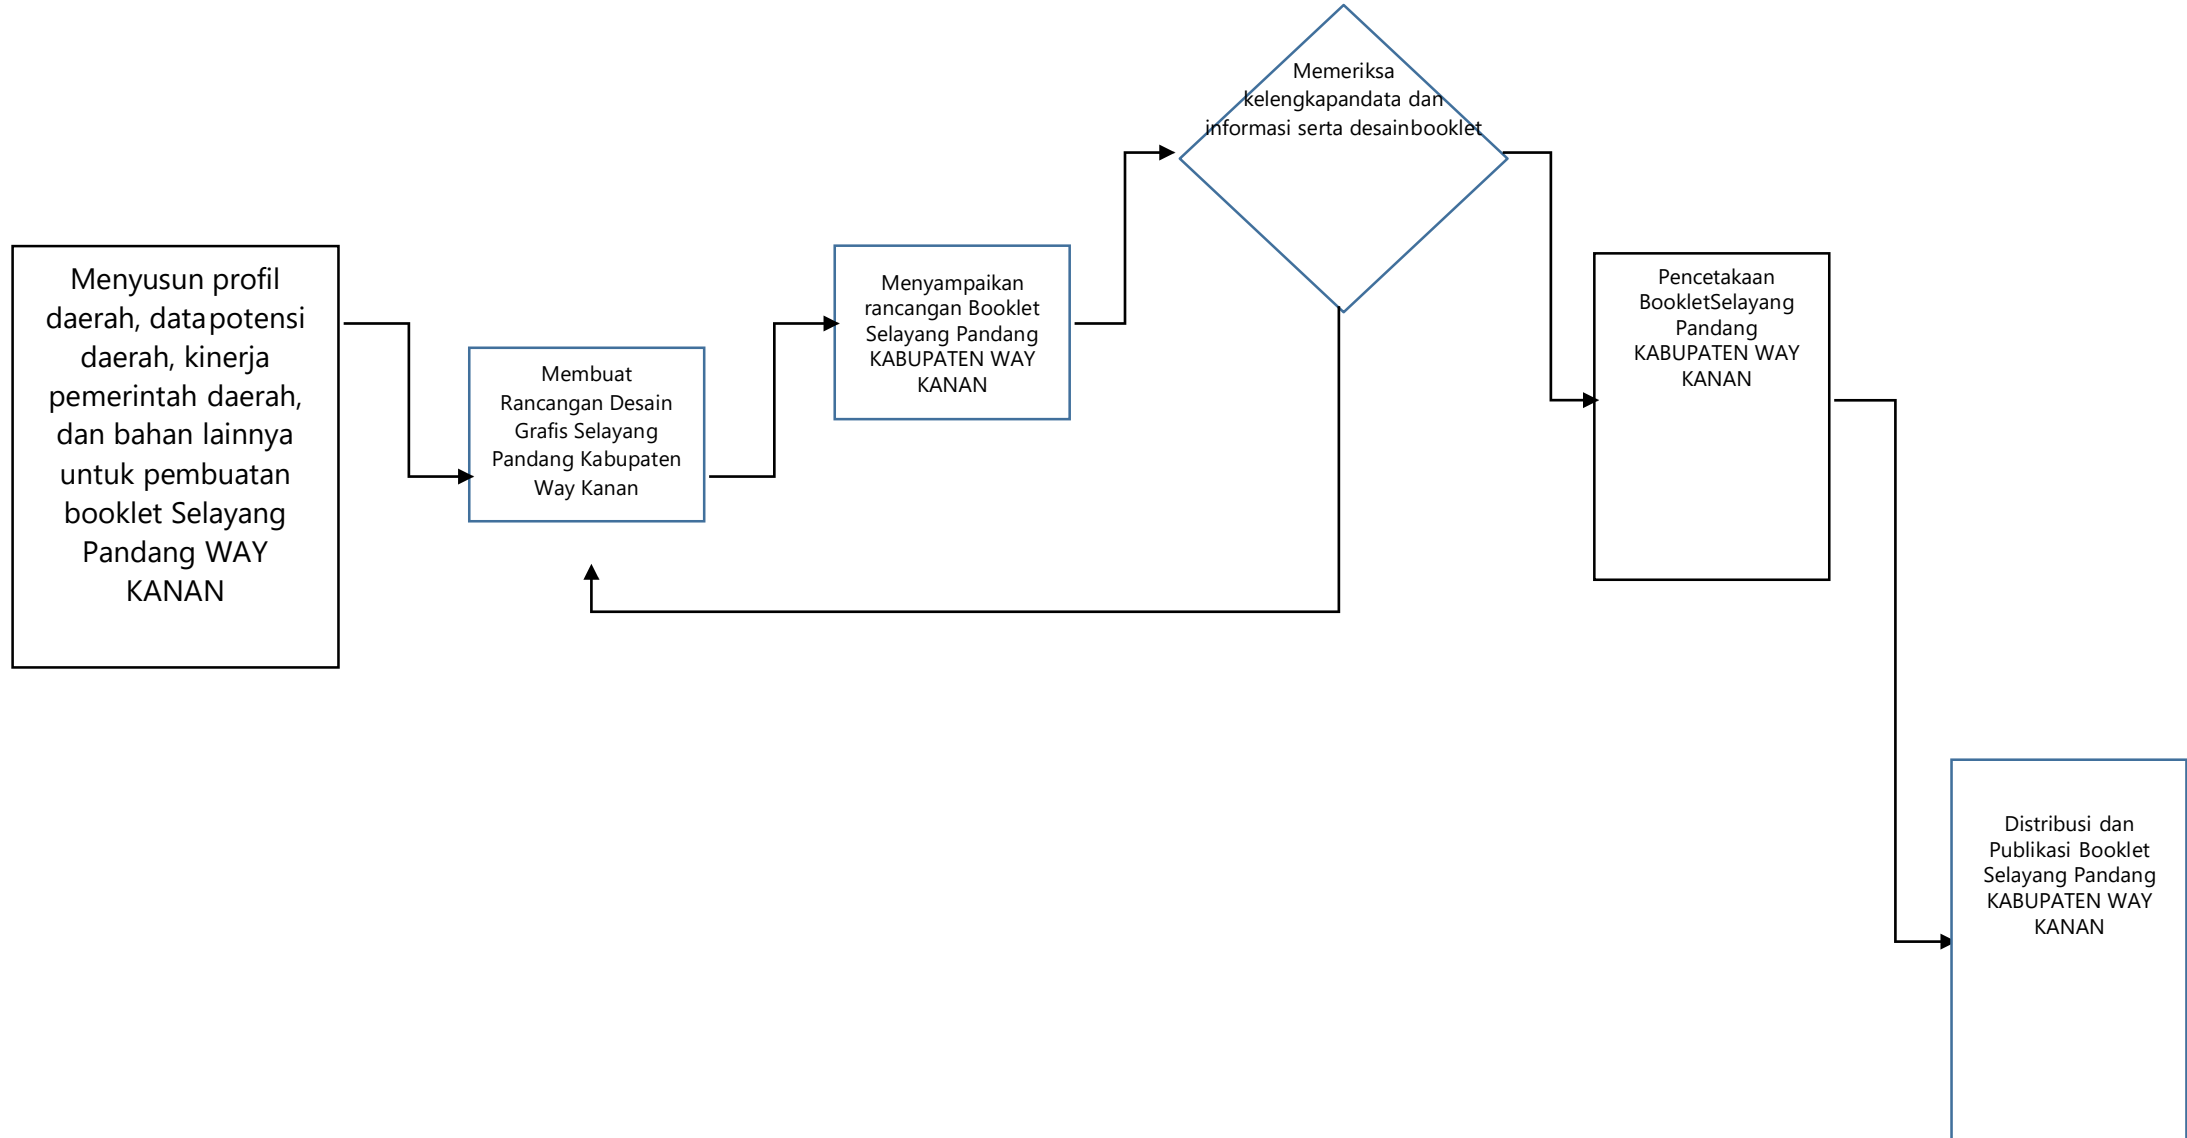 Menyusun profil
daerah, datapotensi
daerah, kinerja
pemerintah daerah,
dan bahan lainnya
untuk pembuatan
booklet Selayang
Pandang WAY
KANAN
Membuat
Rancangan Desain
Grafis Selayang
Pandang Kabupaten
Way Kanan
Menyampaikan
rancangan Booklet
Selayang Pandang
KABUPATEN WAY
KANAN
Memeriksa
kelengkapandata dan
informasi serta desainbooklet
Pencetakaan
BookletSelayang
Pandang
KABUPATEN WAY
KANAN
Distribusi dan
Publikasi Booklet
Selayang Pandang
KABUPATEN WAY
KANAN